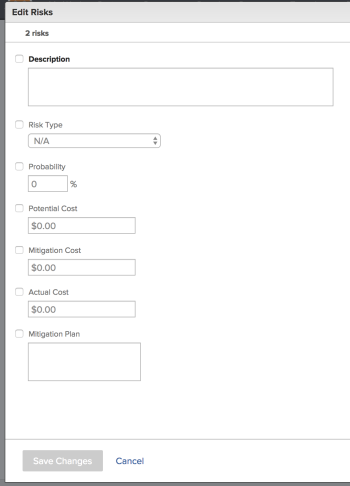 Edit Risks
2 risks
Description
Risk Type
N/A
Probability
0 %
Potential Cost
$0.00
Mitigation Cost
$0.00
Actual Cost
$0.00
Mitigation Plan
Save Changes Cancel